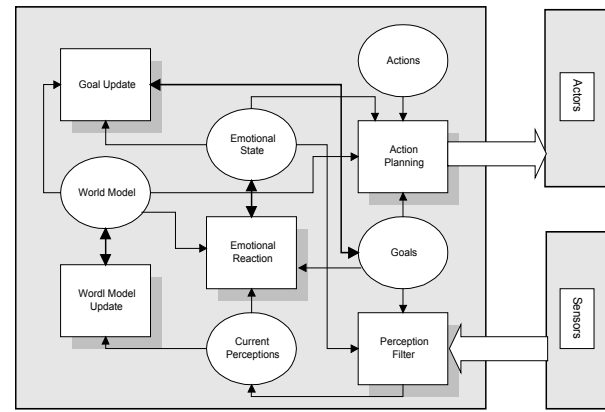 Actions
Goal Update
Emotional
State
Action
Planning
Actors
World Model
Emotional
Reaction
Goals
Wordl Model
Update
Current
Perceptions
Perception
Filter
Sensors